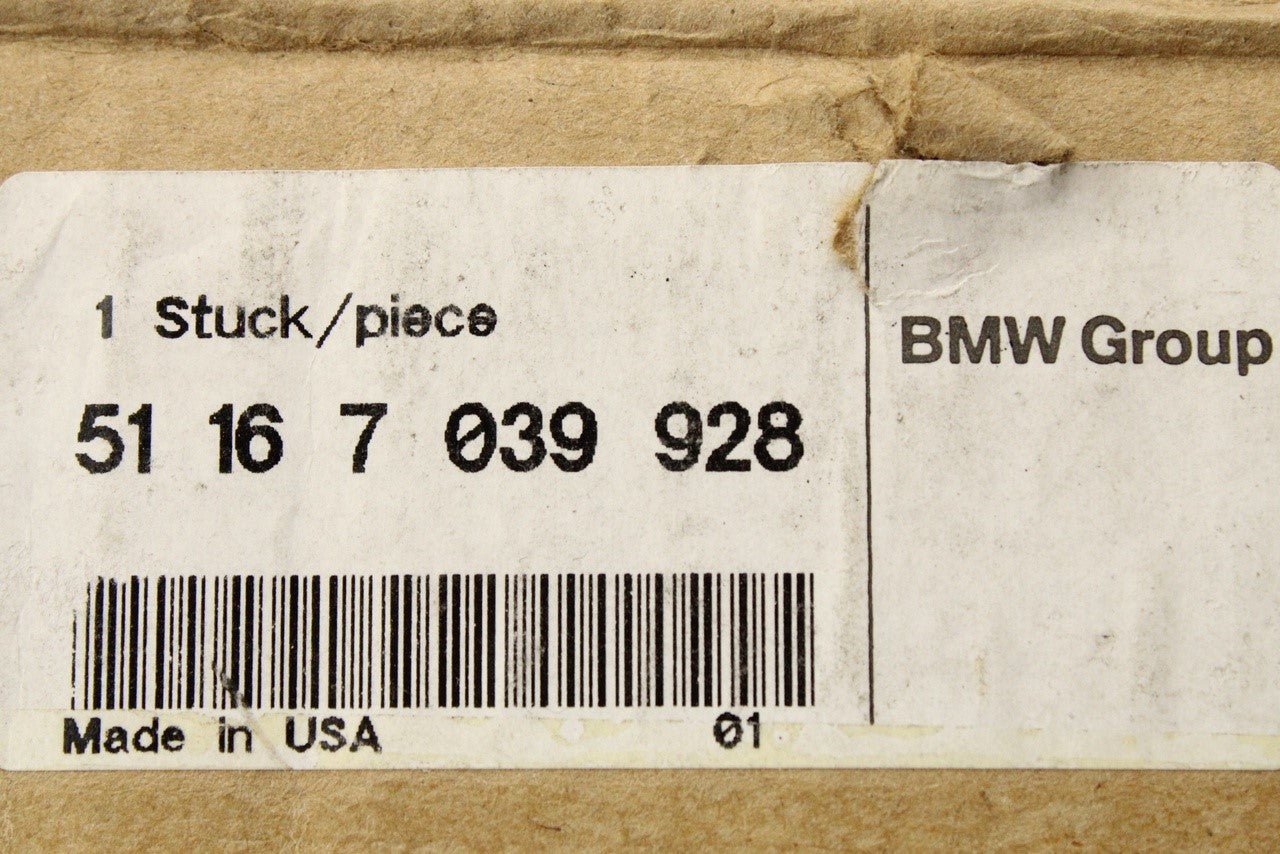 1 Stuck/piece
51 16 7 039 928
Made in USA 01
BMW Group